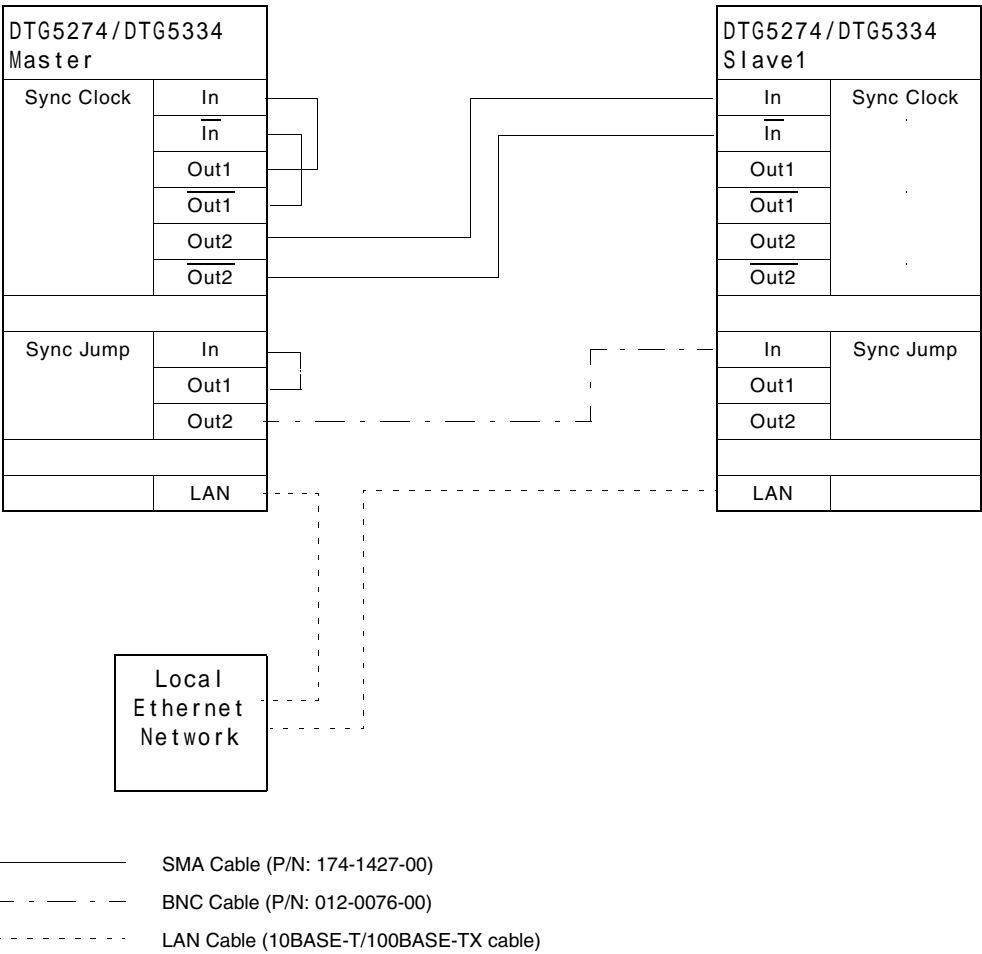 DTG5274/DTG5334
Master
Sync Clock In
In
Out1
Out1
Out2
Out2
Sync Jump In
Out1
Out2
LAN
DTG5274/DTG5334
Slave1
In Sync Clock
In
Out1
Out1
Out2
Out2
In Sync Jump
Out1
Out2
LAN
Local
Ethernet
Network
SMA Cable (P/N: 174-1427-00)
BNC Cable (P/N: 012-0076-00)
LAN Cable (10BASE-T/100BASE-TX cable)